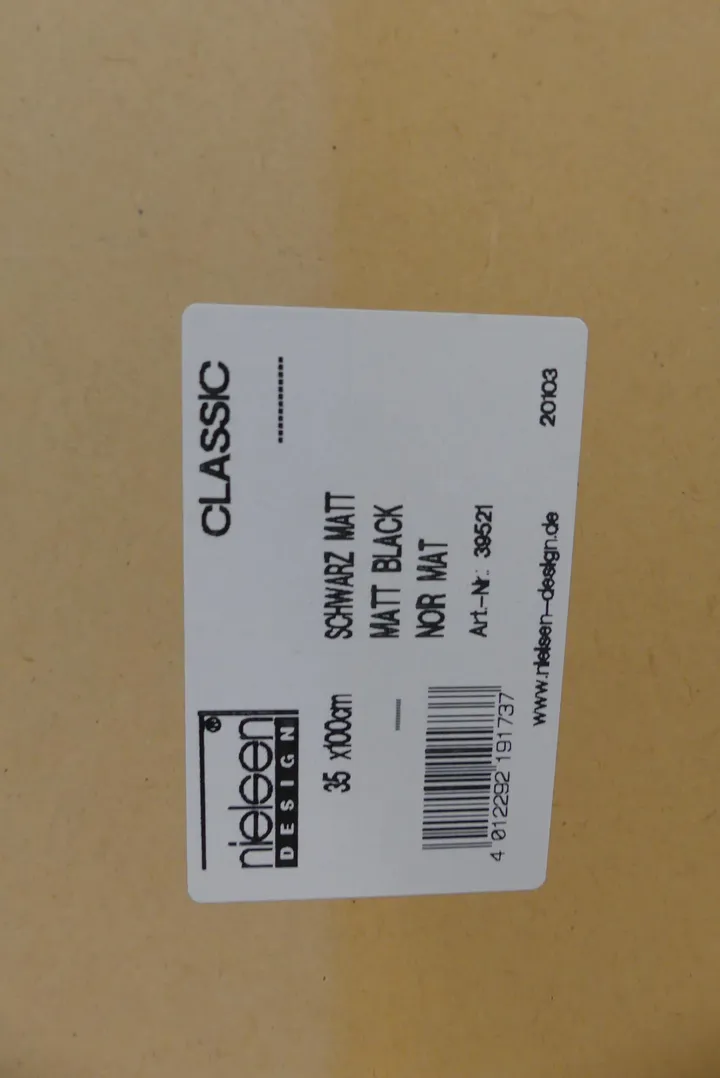 nielsen®
DESIGN
CLASSIC
35 x100cm
SCHWARZ MATT
MATT BLACK
NOR MAT
Art.-Nr.: 39521
4 012292 191737
www.nielsen-design.de
20103